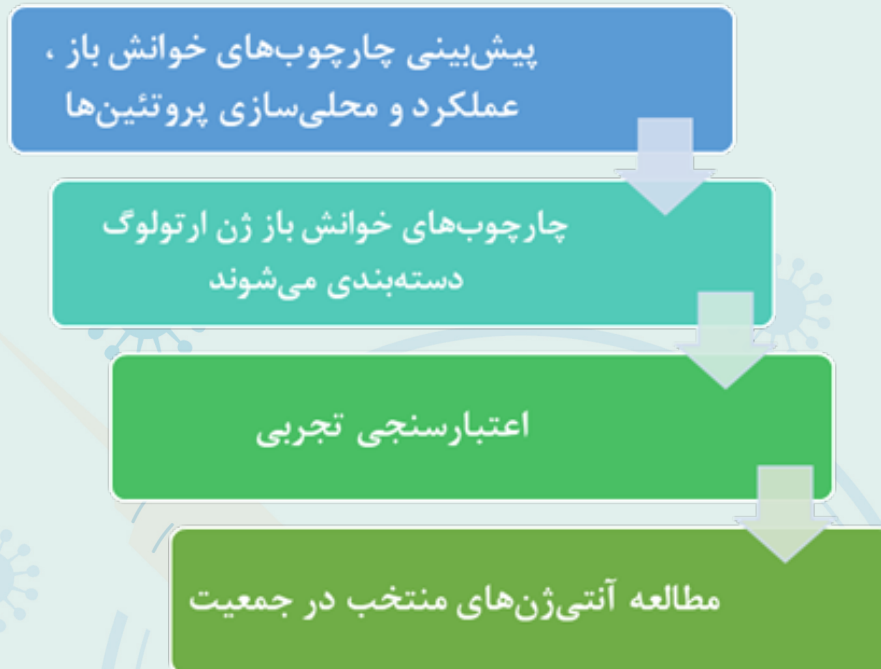 پیش‌بینی چارچوب‌های خوانش باز ،
عملکرد و محلی‌سازی پروتئین‌ها
چارچوب‌های خوانش باز ژن ارتولوگ
دسته‌بندی می‌شوند
اعتبارسنجی تجربی
مطالعه آنتی‌ژن‌های منتخب در جمعیت